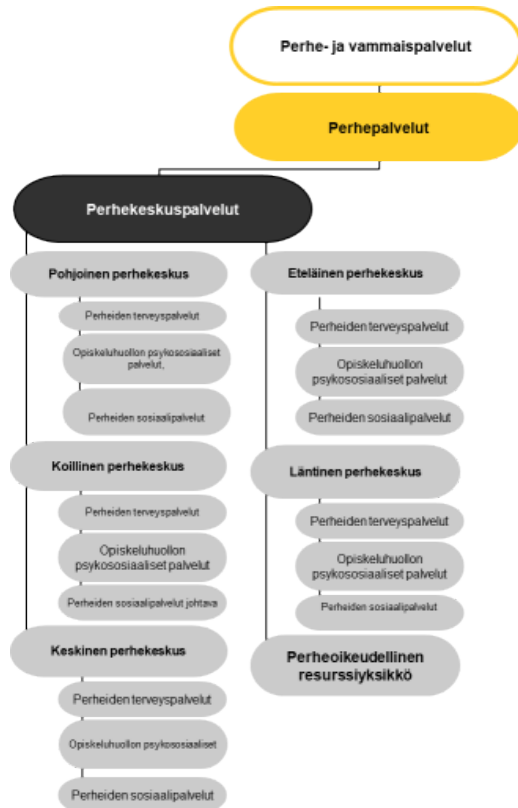 Perhe- ja vammaispalvelut
Perhepalvelut
Perhekeskuspalvelut
Pohjoinen perhekeskus
Perheiden terveyspalvelut
Opiskeluhuollon psykososiaaliset
palvelut,
Perheiden sosiaalipalvelut
Koillinen perhekeskus
Perheiden terveyspalvelut
Opiskeluhuollon
psykososiaaliset palvelut
Perheiden sosiaalipalvelut johtava
Keskinen perhekeskus
Perheiden terveyspalvelut
Opiskeluhuollon psykososiaaliset
Perheiden sosiaalipalvelut
Eteläinen perhekeskus
Perheiden terveyspalvelut
Opiskeluhuollon
psykososiaaliset palvelut
Perheiden sosiaalipalvelut
Läntinen perhekeskus
Perheiden terveyspalvelut
Opiskeluhuollon
psykososiaaliset palvelut
Perheiden sosiaalipalvelut
Perheoikeudellinen
resurssiyksikkö